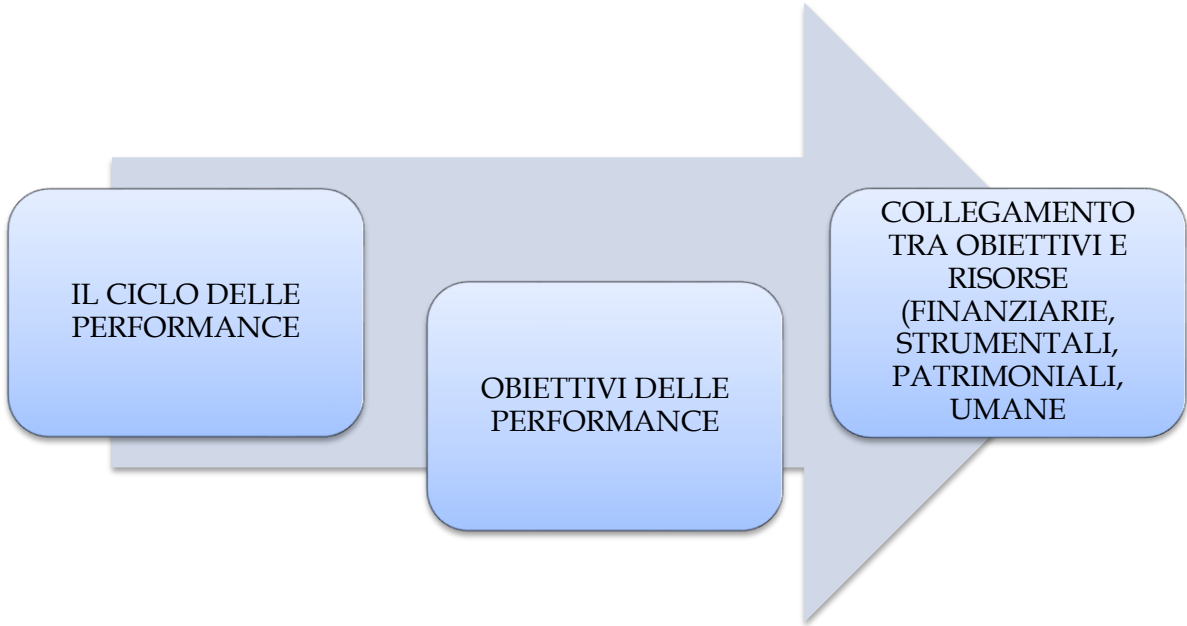 IL CICLO DELLE
PERFORMANCE
OBIETTIVI DELLE
PERFORMANCE
COLLEGAMENTO
TRA OBIETTIVI E
RISORSE
(FINANZIARIE,
STRUMENTALI,
PATRIMONIALI,
UMANE